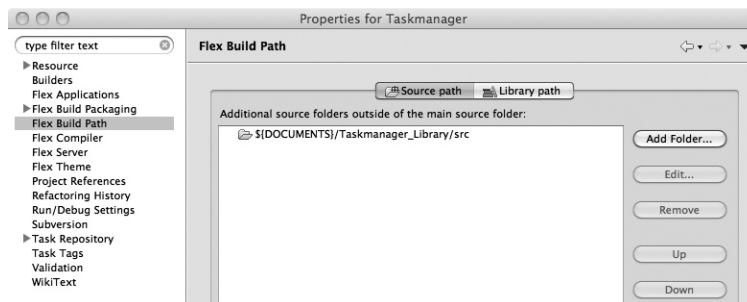 Properties for Taskmanager
type filter text
Resource
Builders
Flex Applications
Flex Build Packaging
Flex Build Path
Flex Compiler
Flex Server
Flex Theme
Project References
Refactoring History
Run/Debug Settings
Subversion
Task Repository
Task Tags
Validation
WikiText
Flex Build Path
Source path
Library path
Additional source folders outside of the main source folder:
${DOCUMENTS}/Taskmanager_Library/src
Add Folder...
Edit...
Remove
Up
Down